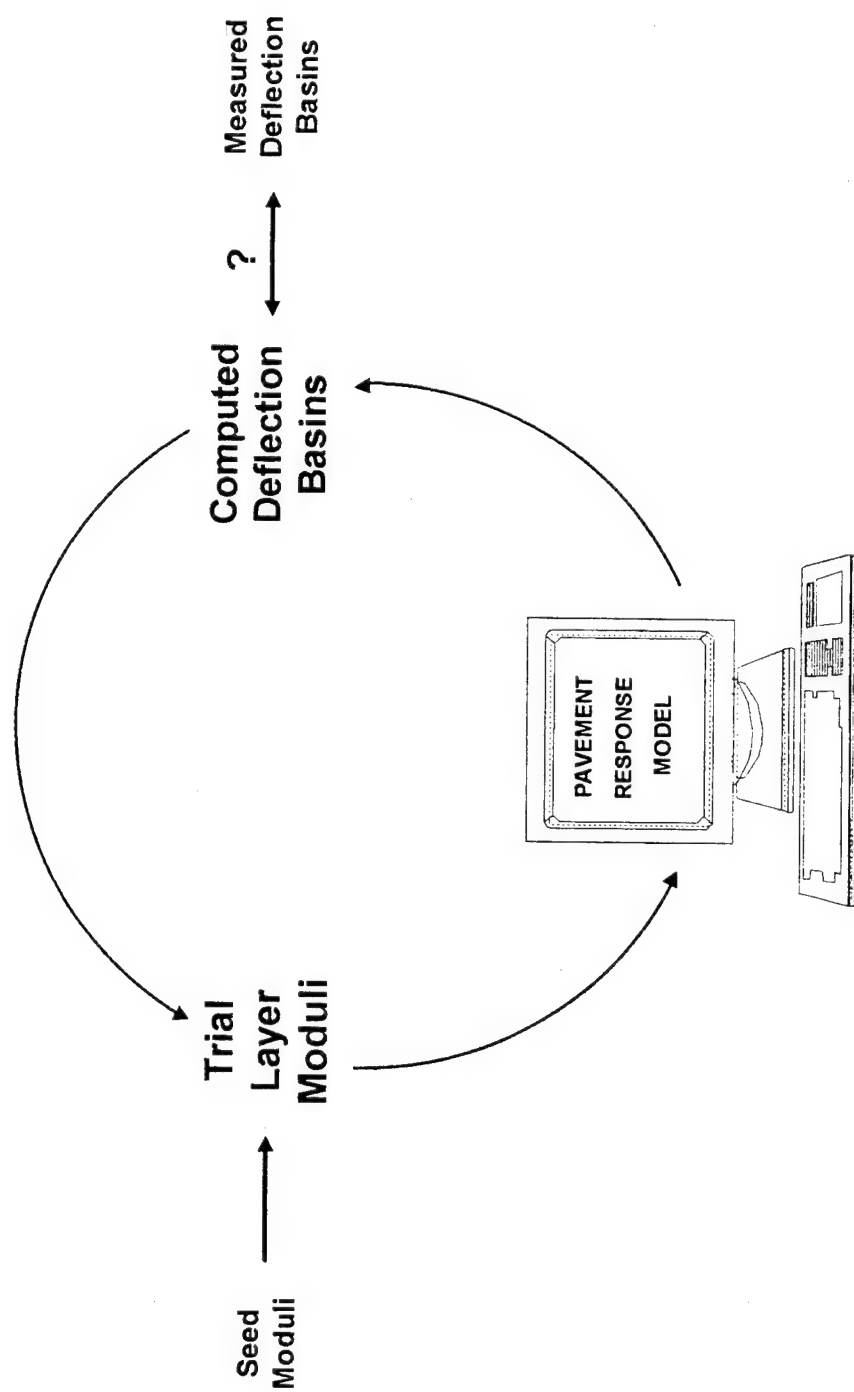 Seed
Moduli
Trial
Layer
Moduli
PAVEMENT
RESPONSE
MODEL
Computed
Deflection
Basins
?
Measured
Deflection
Basins